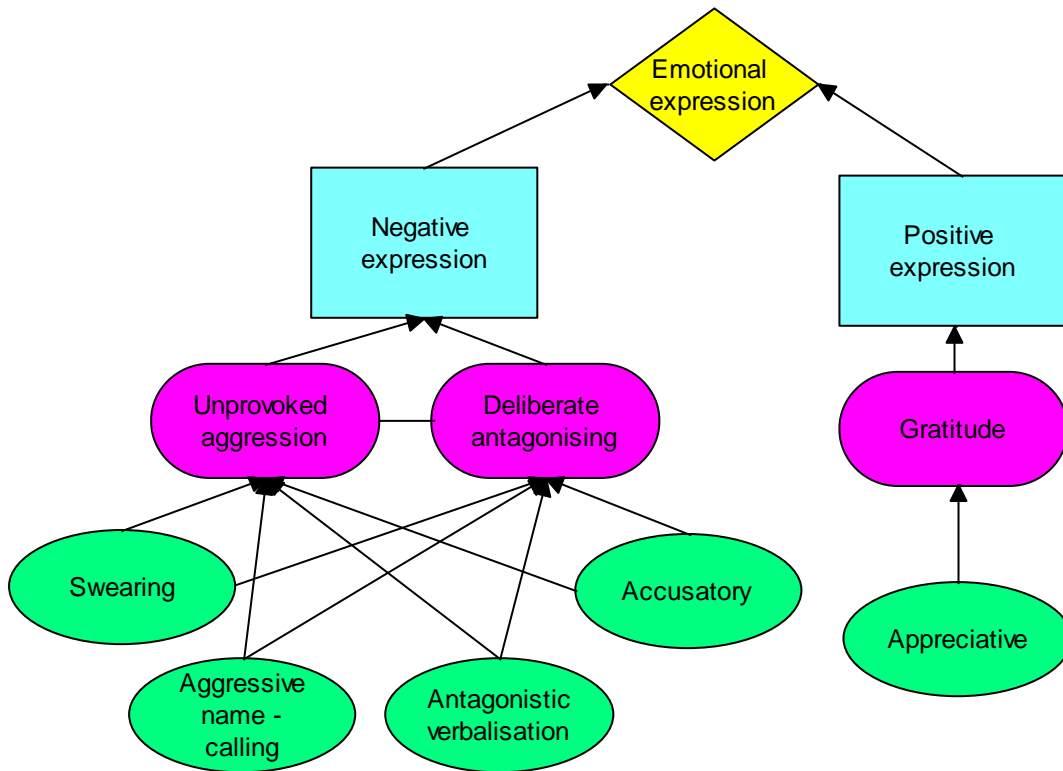 Emotional
expression
Negative
expression
Positive
expression
Unprovoked
aggression
Deliberate
antagonising
Gratitude
Swearing
Accusatory
Appreciative
Aggressive
name -
calling
Antagonistic
verbalisation